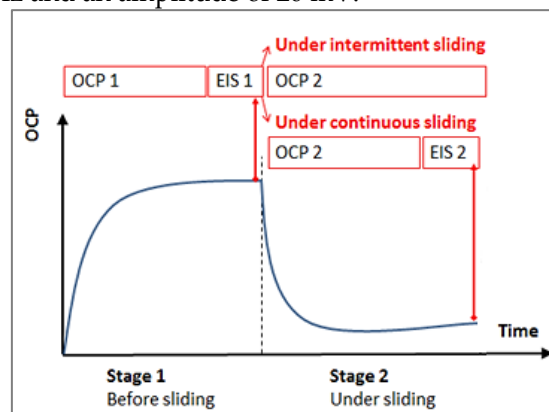 Under intermittent sliding
OCP 1
EIS 1
OCP 2
Under continuous sliding
OCP 2
EIS 2
OCP
Time
Stage 1
Before sliding
Stage 2
Under sliding